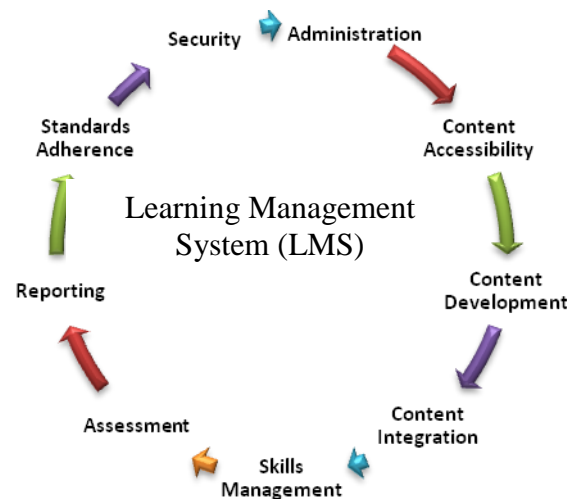 Security
Administration
Content
Accessibility
Content
Development
Content
Integration
Skills
Management
Assessment
Reporting
Standards
Adherence
Learning Management
System (LMS)